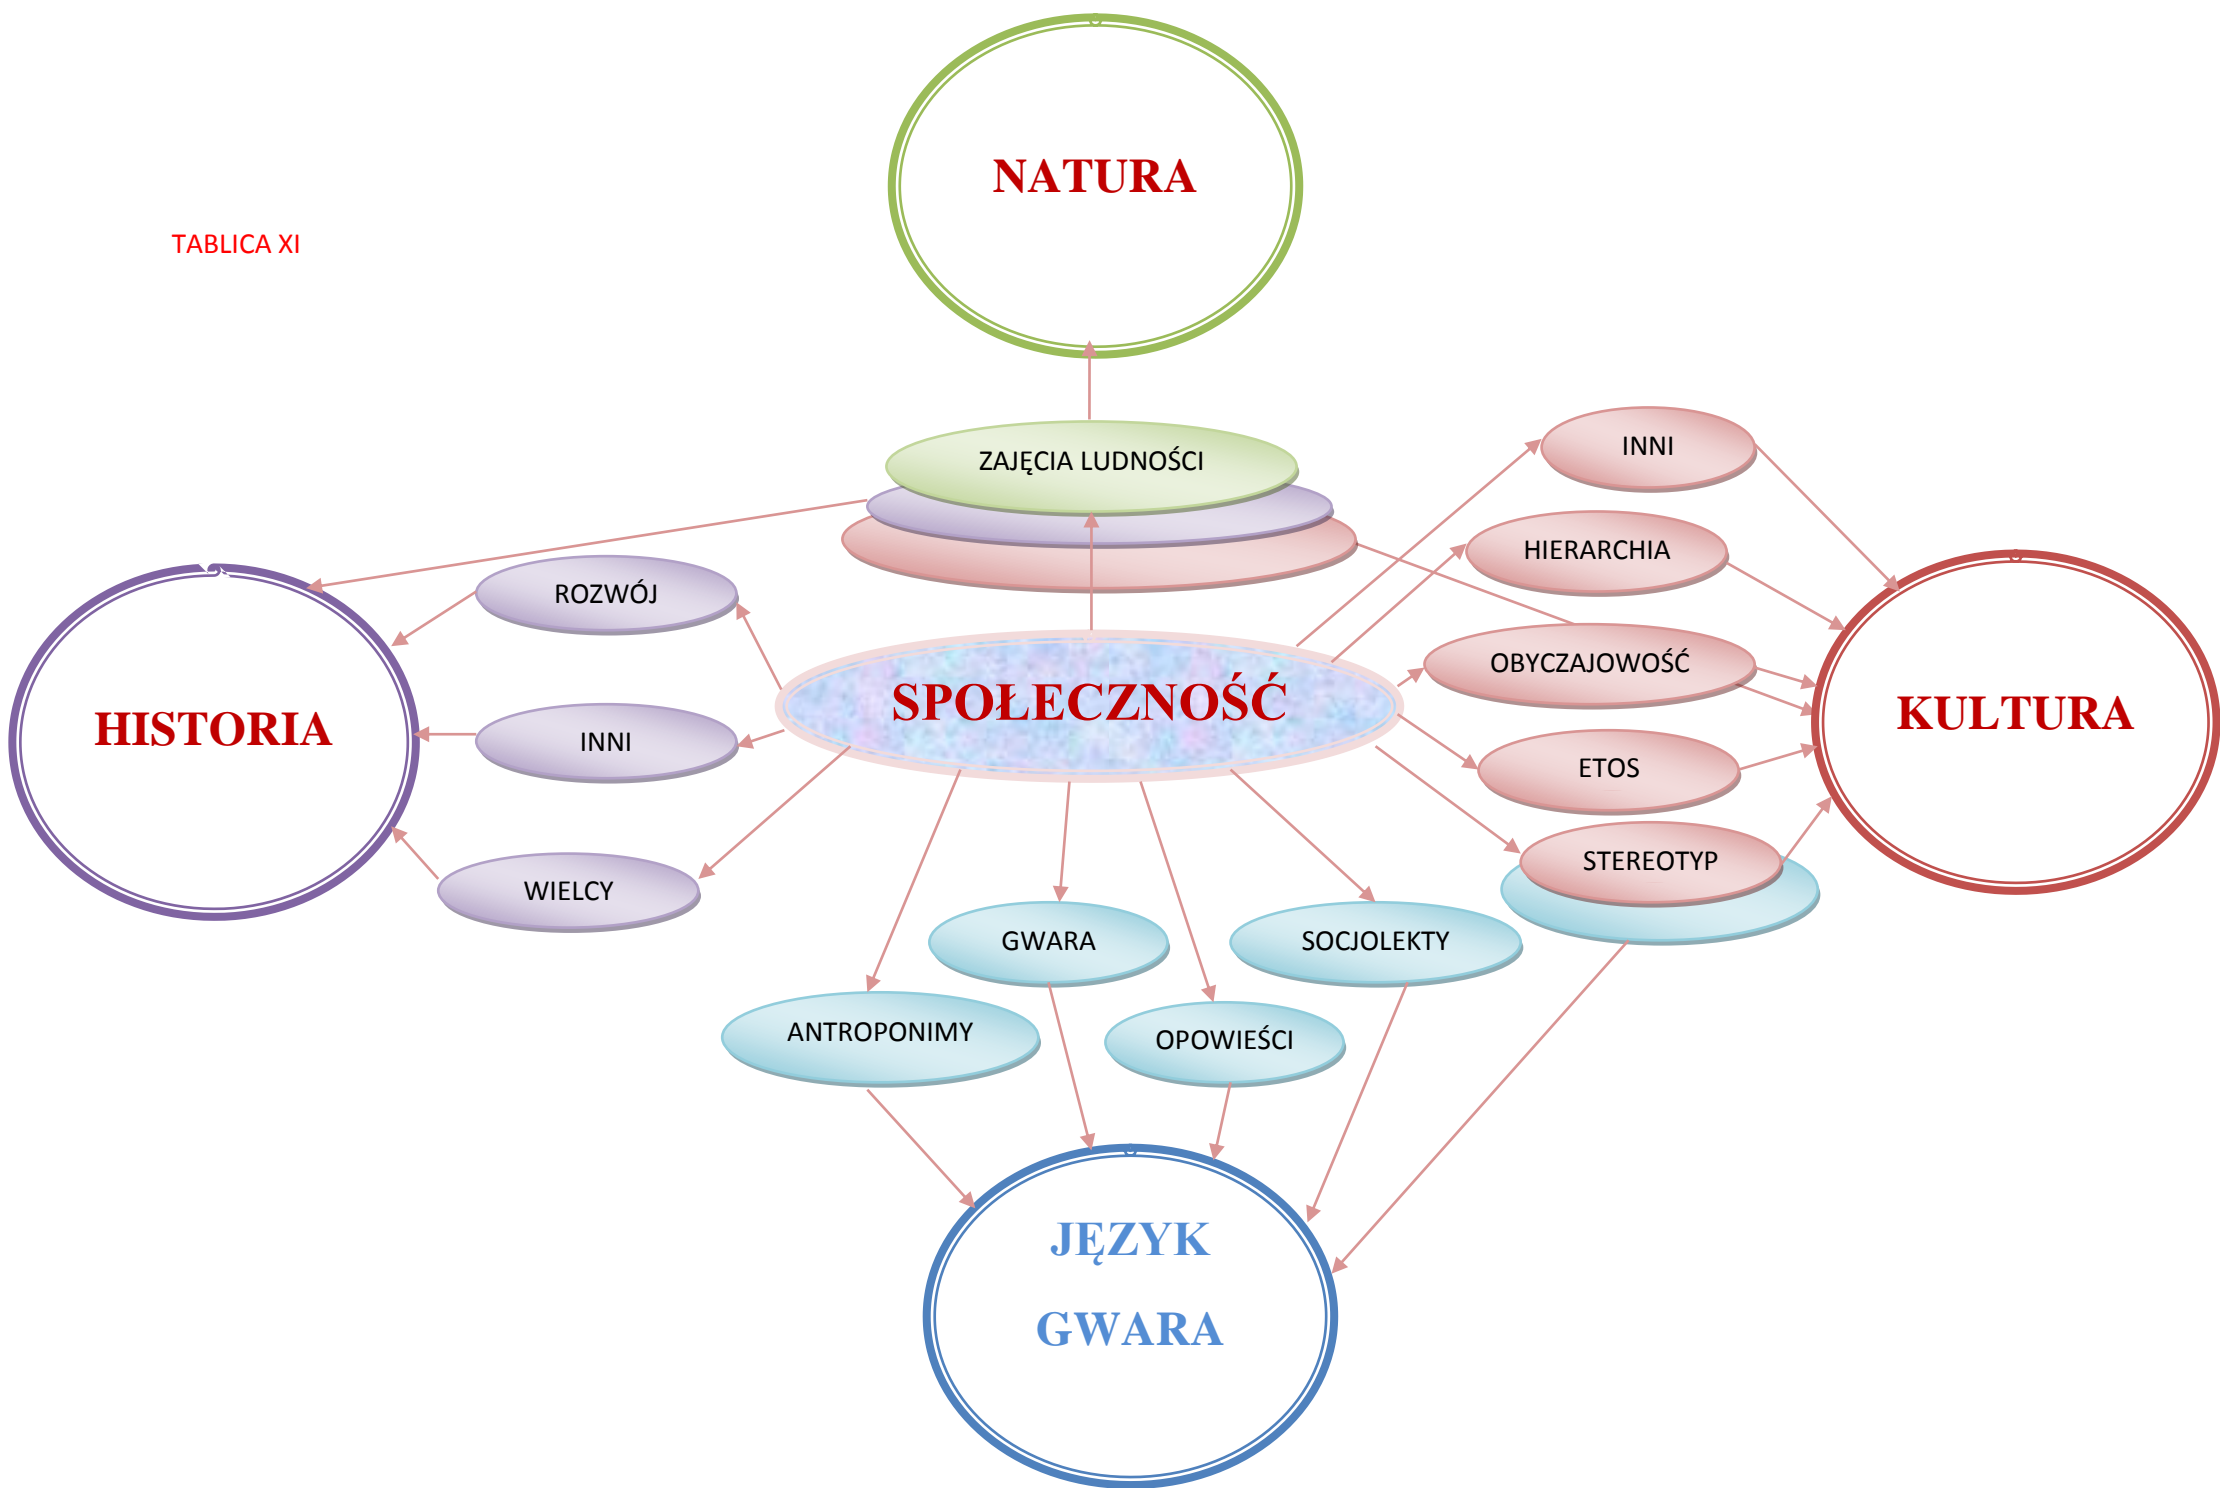 NATURA
TABLICA XI
ZAJĘCIA LUDNOŚCI
INNI
HIERARCHIA
ROZWÓJ
OBYCZAJOWOŚĆ
SPOŁECZNOŚĆ
HISTORIA
KULTURA
INNI
ETOS
STEREOTYP
WIELCY
GWARA
SOCJOLEKTY
ANTROPONIMY
OPOWIEŚCI
JĘZYK
GWARA